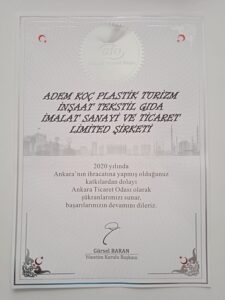 ADEM KOÇ PLASTİK TURİZM
İNŞAAT TEKSTİL GIDA
İMALAT SANAYİ VE TİCARET
LİMİTED ŞİRKETİ
2020 yılında
Ankara'nın ihracatına yapmış olduğunuz
katkılardan dolayı
Ankara Ticaret Odası olarak
şükranlarımızı sunar,
başarılarınızın devamını dileriz.
Gürsel BARAN
Yönetim Kurulu Başkanı